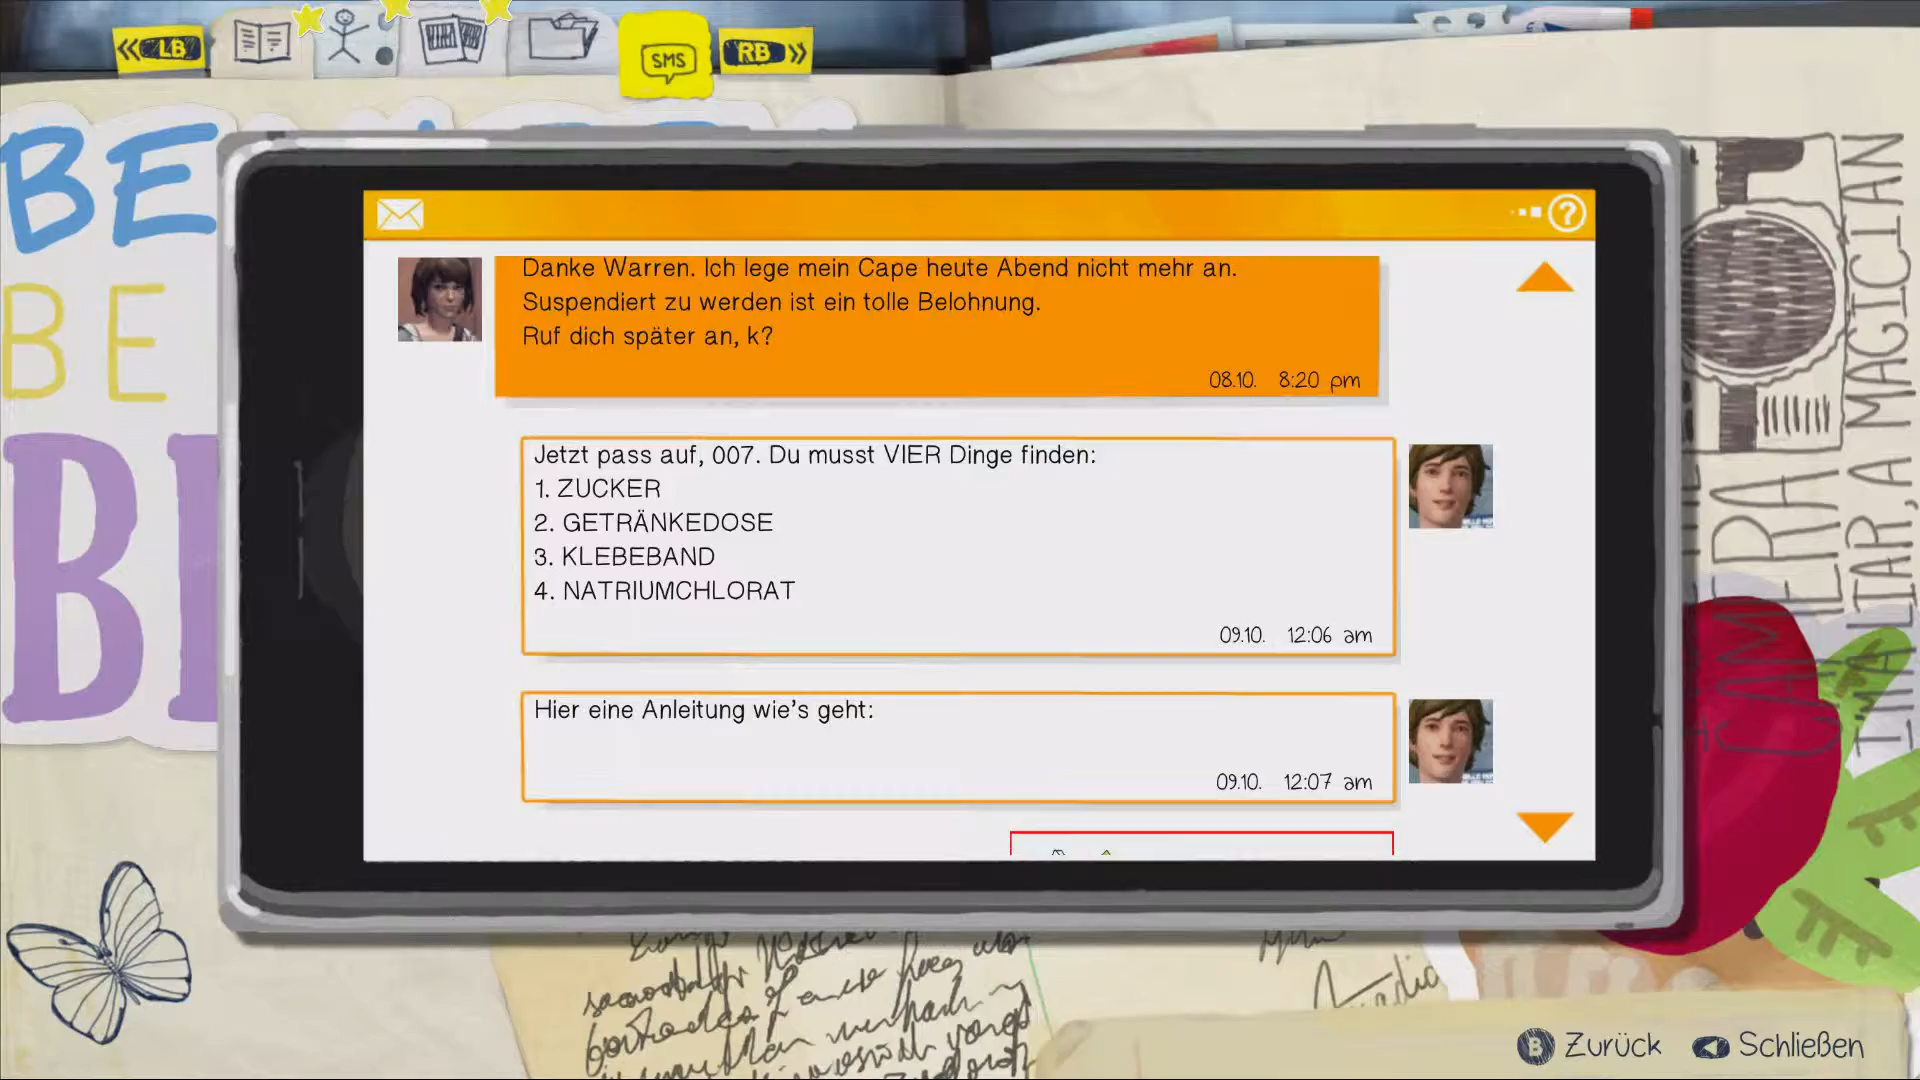 LB
SMS
RB
BE
BE
Danke Warren. Ich lege mein Cape heute Abend nicht mehr an.
Suspendiert zu werden ist ein tolle Belohnung.
Ruf dich später an, k?
08.10. 8:20 pm
Jetzt pass auf, 007. Du musst VIER Dinge finden:
1. ZUCKER
2. GETRÄNKEDOSE
3. KLEBEBAND
4. NATRIUMCHLORAT
09.10. 12:06 am
Hier eine Anleitung wie's geht:
09.10. 12:07 am
CAMERA
LIAR, A MAGICIAN
B Zurück
Schließen